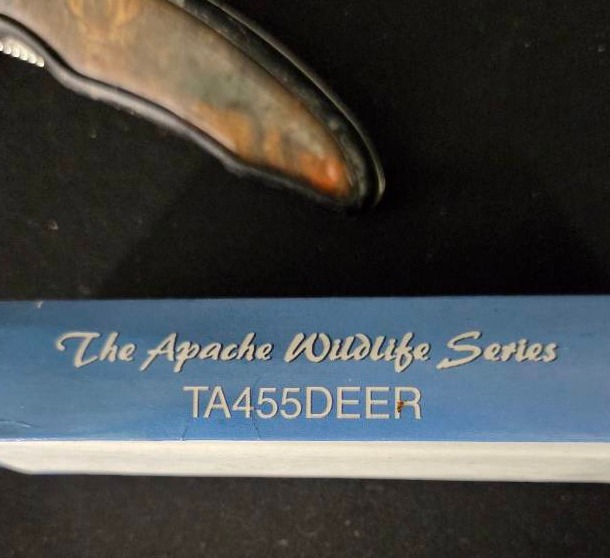 The Apache Wildlife Series
TA455DEER